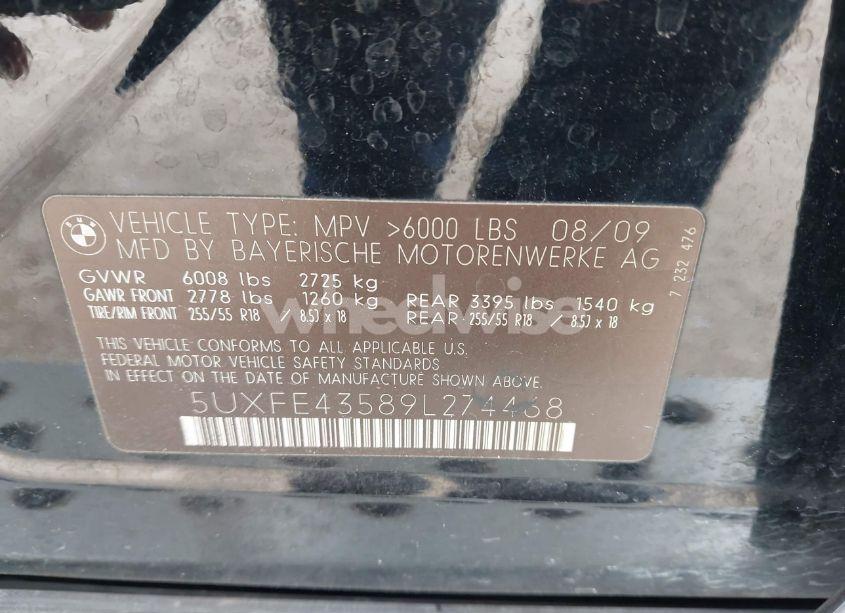 BMW
VEHICLE TYPE: MPV >6000 LBS 08/09
MFD BY BAYERISCHE MOTORENWERKE AG
GVWR 6008 lbs 2725 kg
GAWR FRONT 2778 lbs 1260 kg REAR 3395 lbs 1540 kg
TIRE/RIM FRONT 255/55 R18 / 8.5J x 18 REAR 255/55 R18 / 8.5J x 18
THIS VEHICLE CONFORMS TO ALL APPLICABLE U.S.
FEDERAL MOTOR VEHICLE SAFETY STANDARDS
IN EFFECT ON THE DATE OF MANUFACTURE SHOWN ABOVE.
5UXFE43589L274468
7 232 476
wheelwise